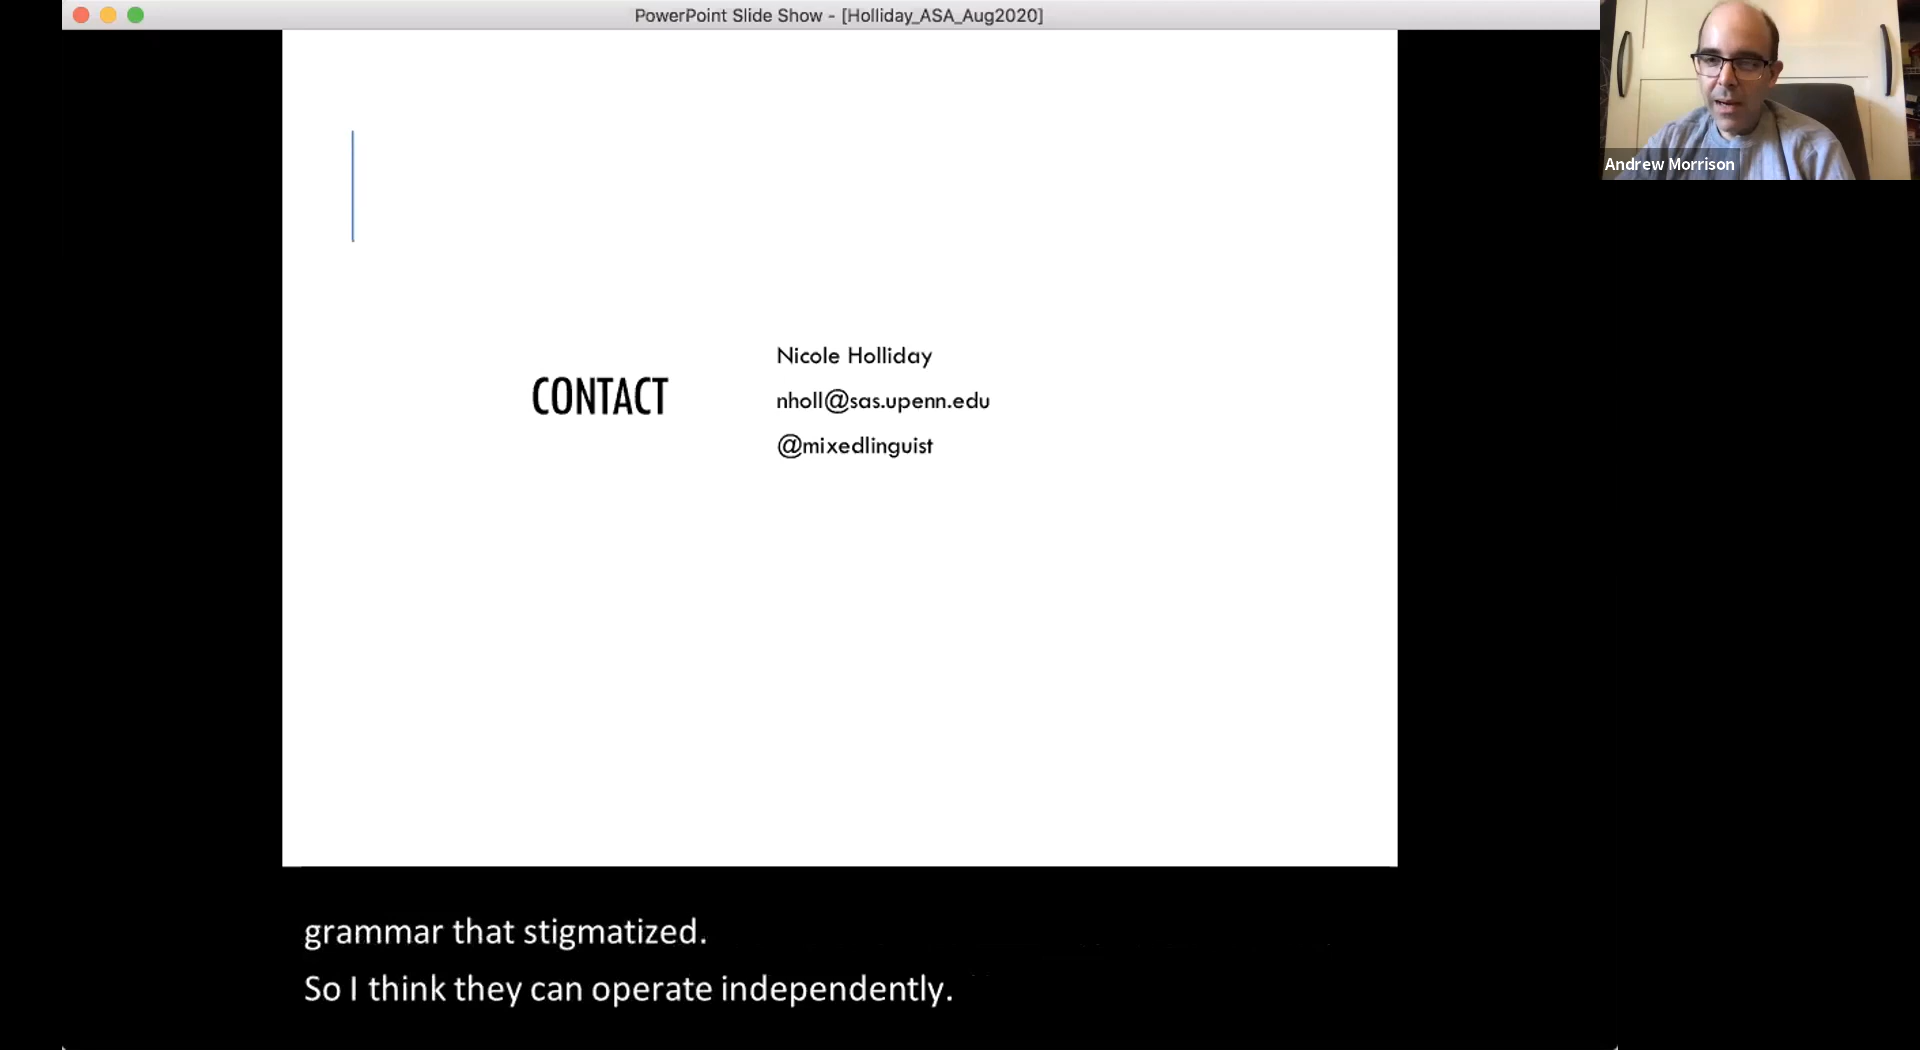 PowerPoint Slide Show - [Holliday_ASA_Aug2020]
Andrew Morrison
CONTACT
Nicole Holliday
nholl@sas.upenn.edu
@mixedlinguist
grammar that stigmatized.
So I think they can operate independently.